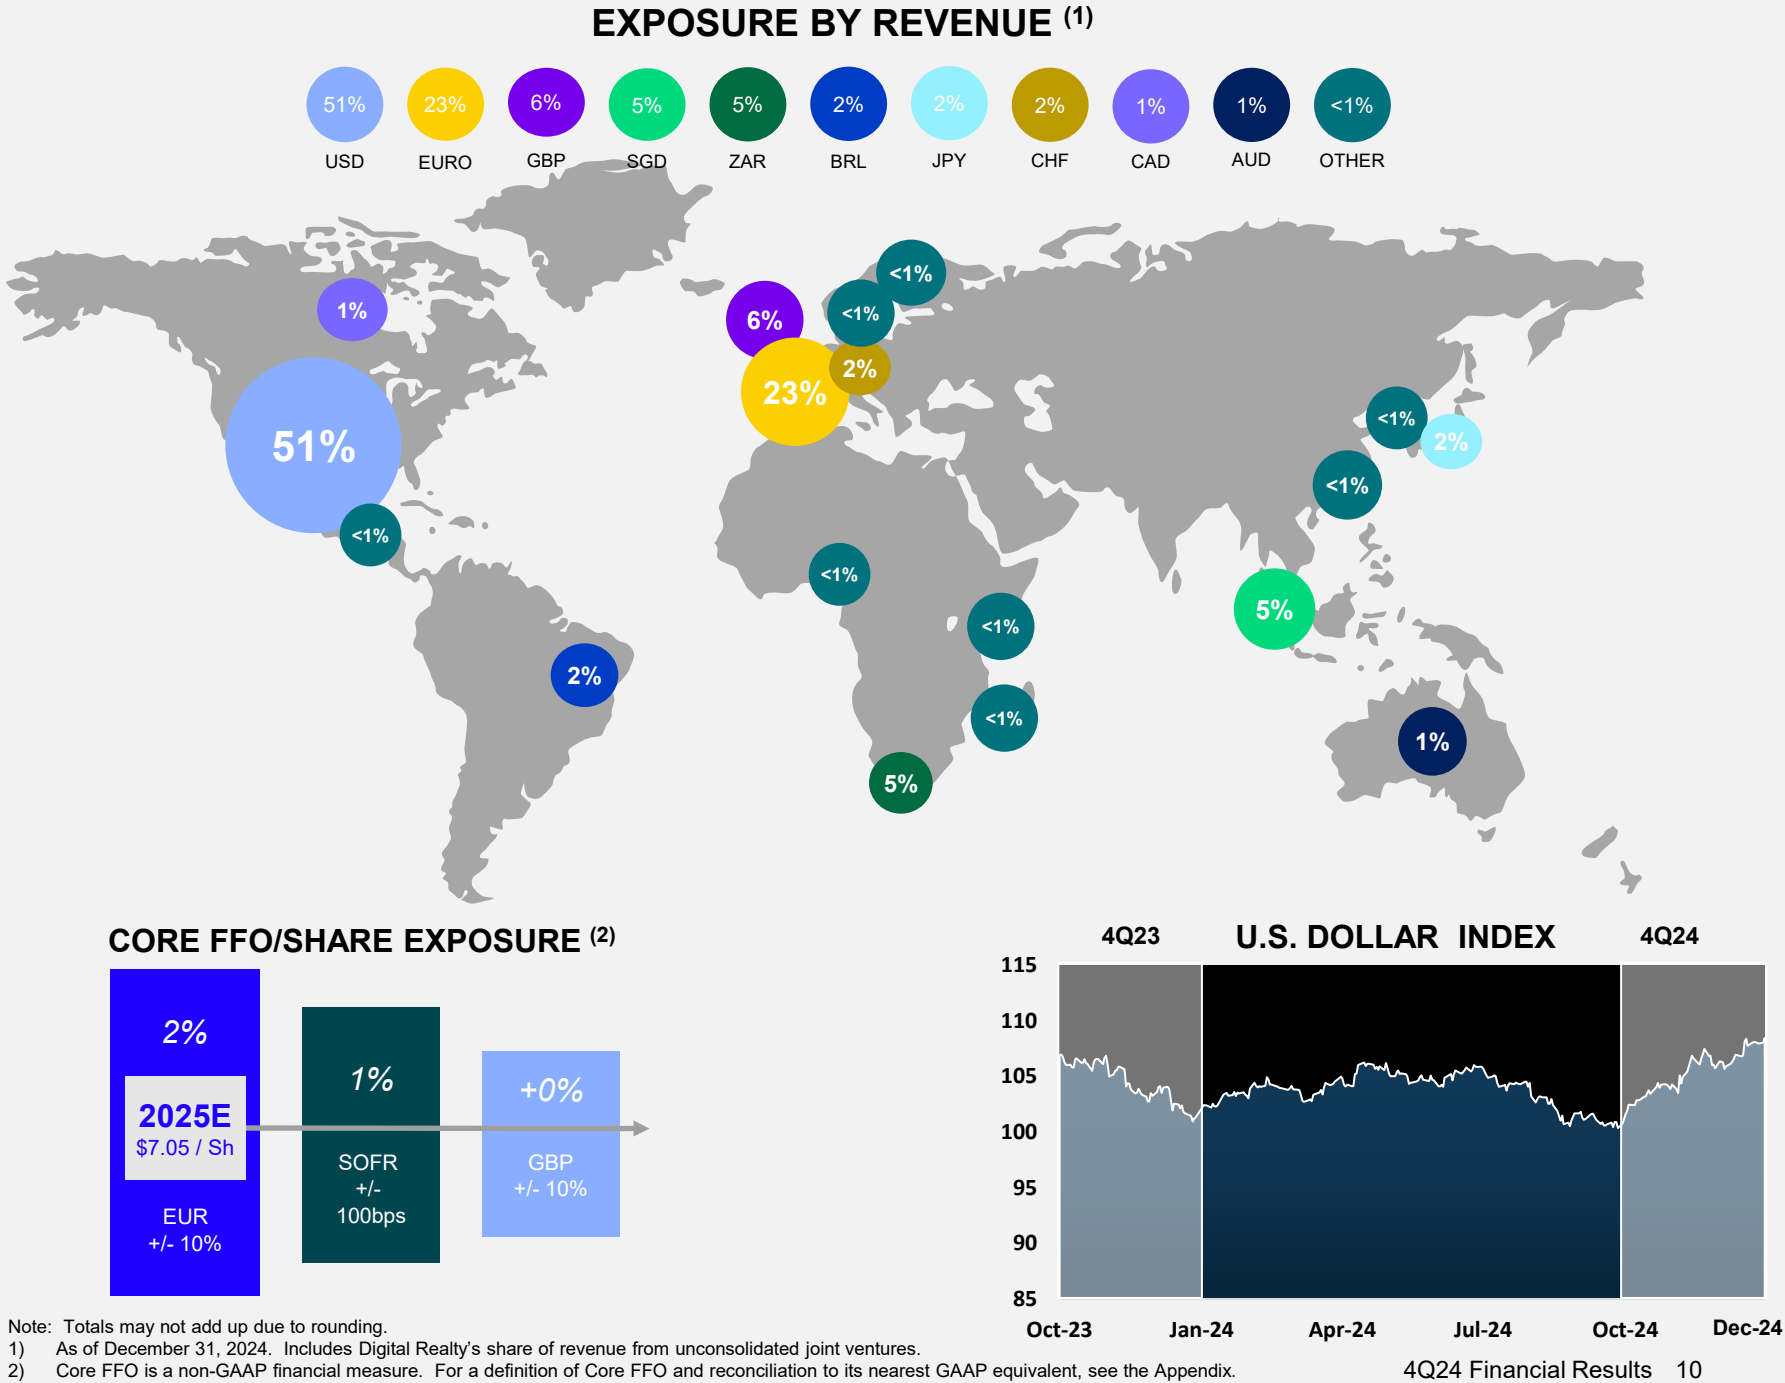 EXPOSURE BY REVENUE (1)
51% 23% 6% 5% 5% 2% 2% 2% 1% 1% <1%
USD EURO GBP SGD ZAR BRL JPY CHF CAD AUD OTHER
<1%
1%
6%
<1%
2%
23%
<1%
2%
51%
<1%
<1%
<1%
5%
<1%
2%
<1%
1%
5%
CORE FFO/SHARE EXPOSURE (2)
2%
2025E
$7.05 / Sh
EUR
+/- 10%
1%
SOFR
+/-
100bps
+0%
GBP
+/- 10%
4Q23 U.S. DOLLAR INDEX 4Q24
115
110
105
100
95
90
85
Oct-23 Jan-24 Apr-24 Jul-24 Oct-24 Dec-24
Note: Totals may not add up due to rounding.
1) As of December 31, 2024. Includes Digital Realty's share of revenue from unconsolidated joint ventures.
2) Core FFO is a non-GAAP financial measure. For a definition of Core FFO and reconciliation to its nearest GAAP equivalent, see the Appendix.
4Q24 Financial Results 10